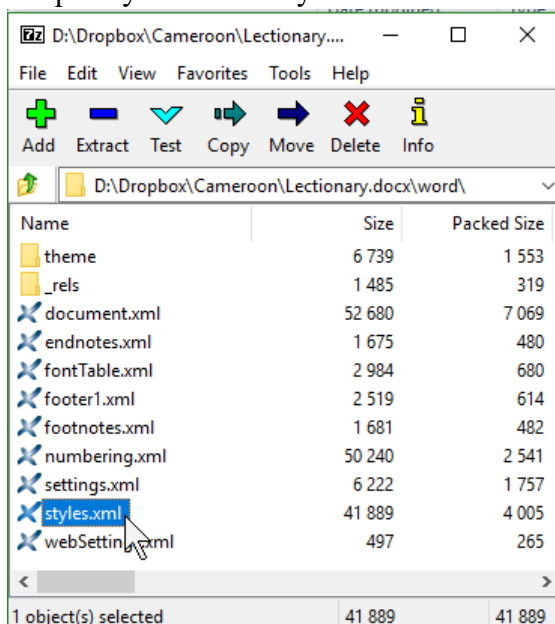 D:\Dropbox\Cameroon\Lectionary....
File Edit View Favorites Tools Help
Add Extract Test Copy Move Delete Info
D:\Dropbox\Cameroon\Lectionary.docx\word\
Name Size Packed Size
theme 6 739 1 553
_rels 1 485 319
document.xml 52 680 7 069
endnotes.xml 1 675 480
fontTable.xml 2 984 680
footer1.xml 2 519 614
footnotes.xml 1 681 482
numbering.xml 50 240 2 541
settings.xml 6 222 1 757
styles.xml 41 889 4 005
webSettings.xml 497 265
1 object(s) selected 41 889 41 889